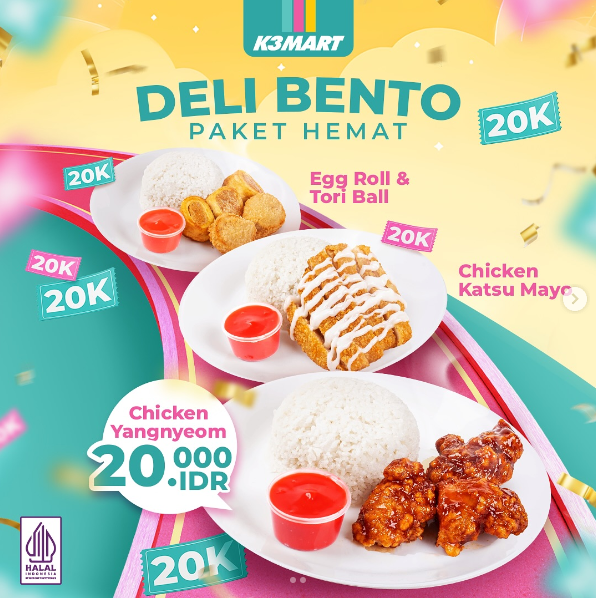 K3MART
DELI BENTO
PAKET HEMAT
20K
20K
Egg Roll &
Tori Ball
20K
20K
20K
Chicken
Katsu Mayo
Chicken
Yangnyeom
20.000
.IDR
20K
HALAL
INDONESIA